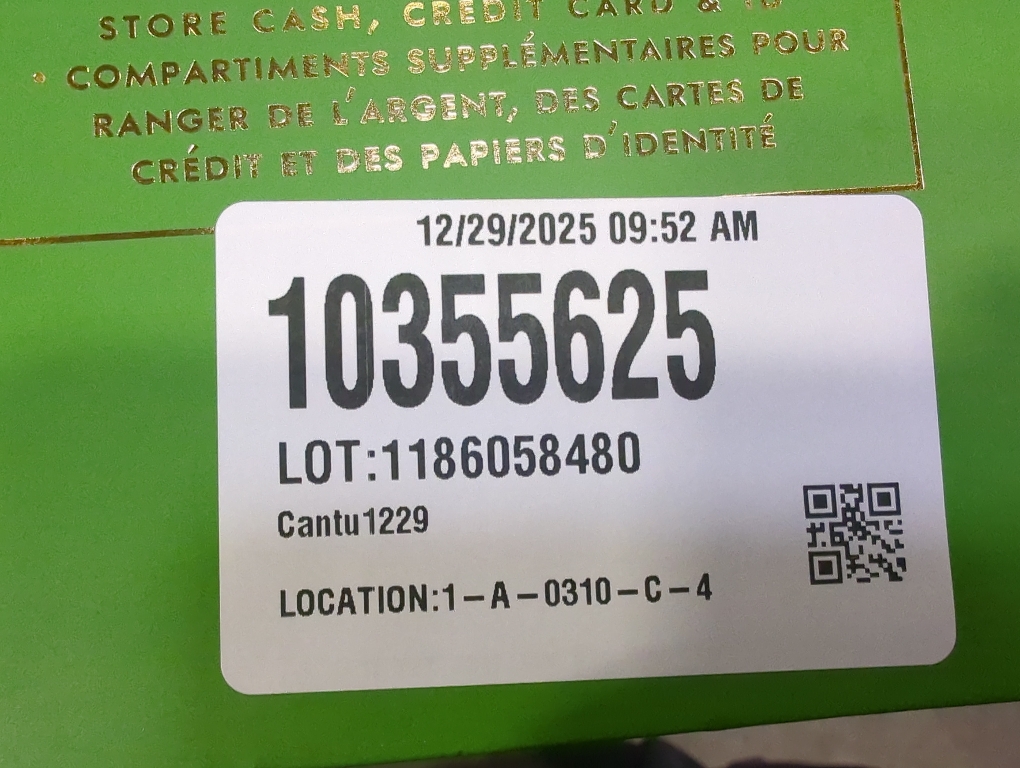 STORE CASH, CREDIT CARD & ID
• COMPARTIMENTS SUPPLÉMENTAIRES POUR
RANGER DE L'ARGENT, DES CARTES DE
CRÉDIT ET DES PAPIERS D'IDENTITÉ
12/29/2025 09:52 AM
10355625
LOT:1186058480
Cantu1229
LOCATION:1-A-0310-C-4